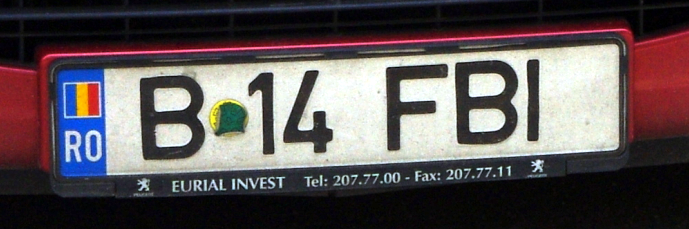 B 14 FBI
RO
EURIAL INVEST Tel: 207.77.00 - Fax: 207.77.11